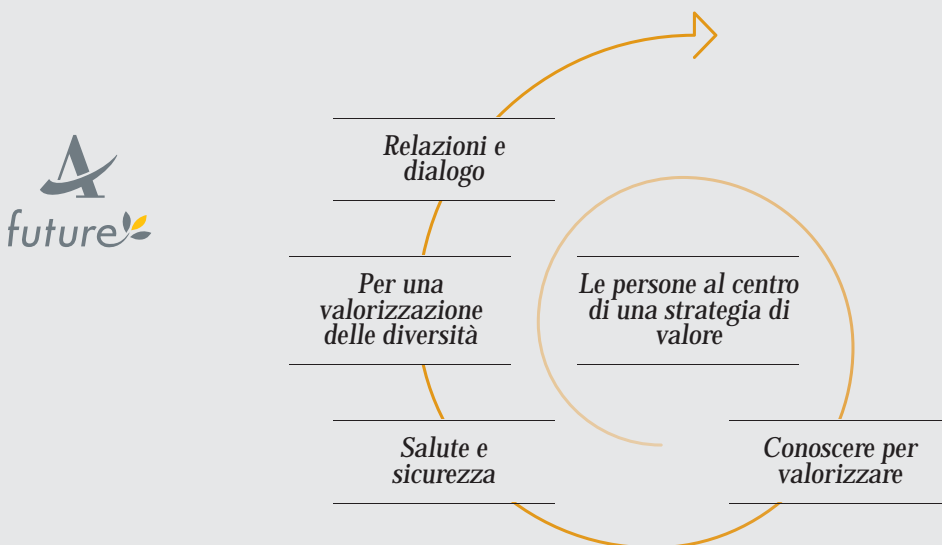 A
future
Relazioni e
dialogo
Per una
valorizzazione
delle diversità
Le persone al centro
di una strategia di
valore
Salute e
sicurezza
Conoscere per
valorizzare